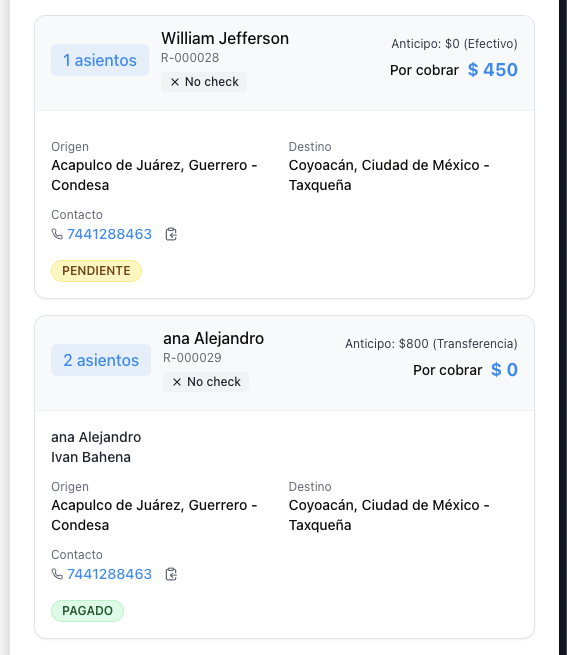 1 asientos
William Jefferson
R-000028
× No check
Anticipo: $0 (Efectivo)
Por cobrar $ 450
Origen
Acapulco de Juárez, Guerrero -
Condesa
Destino
Coyoacán, Ciudad de México -
Taxqueña
Contacto
7441288463
PENDIENTE
2 asientos
ana Alejandro
R-000029
× No check
Anticipo: $800 (Transferencia)
Por cobrar $ 0
ana Alejandro
Ivan Bahena
Origen
Acapulco de Juárez, Guerrero -
Condesa
Destino
Coyoacán, Ciudad de México -
Taxqueña
Contacto
7441288463
PAGADO